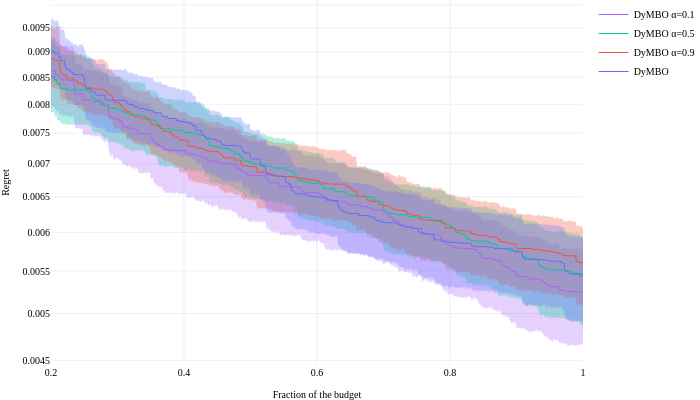 DyMBO α=0.1
DyMBO α=0.5
DyMBO α=0.9
DyMBO
0.0095
0.009
0.0085
0.008
0.0075
0.007
0.0065
0.006
0.0055
0.005
0.0045
Regret
0.2 0.4 0.6 0.8 1
Fraction of the budget